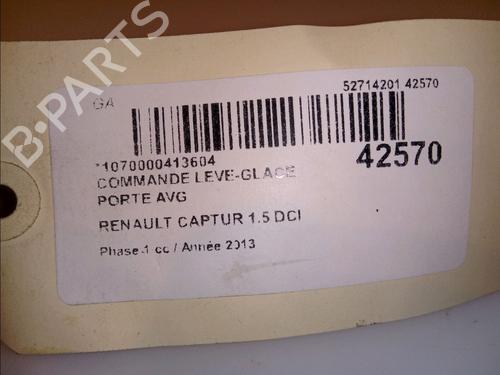 B-PARTS
GA
52714201 42570
*1070000413604
42570
COMMANDE LEVE-GLACE
PORTE AVG
RENAULT CAPTUR 1.5 DCI
Phase 1 cc / Année 2013